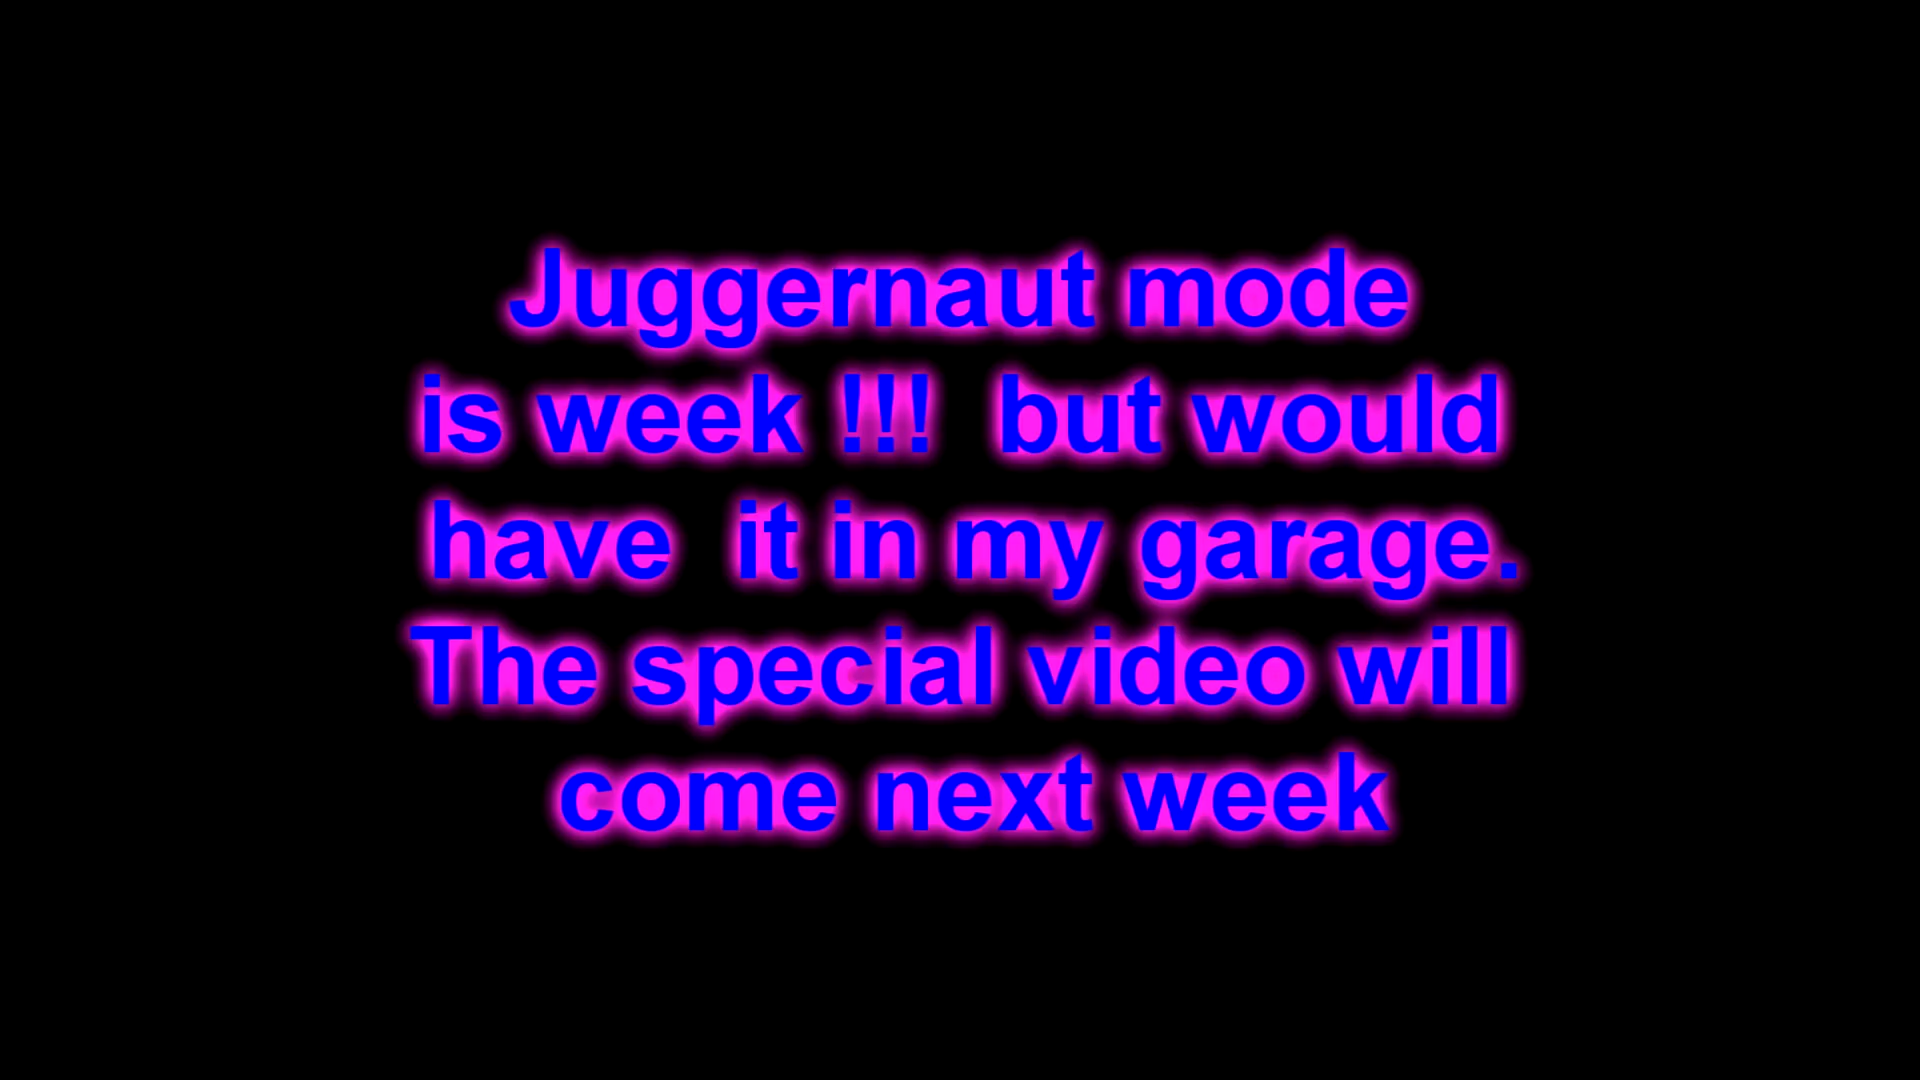 Juggernaut mode
is week !!!  but would
have  it in my garage.
The special video will
come next week